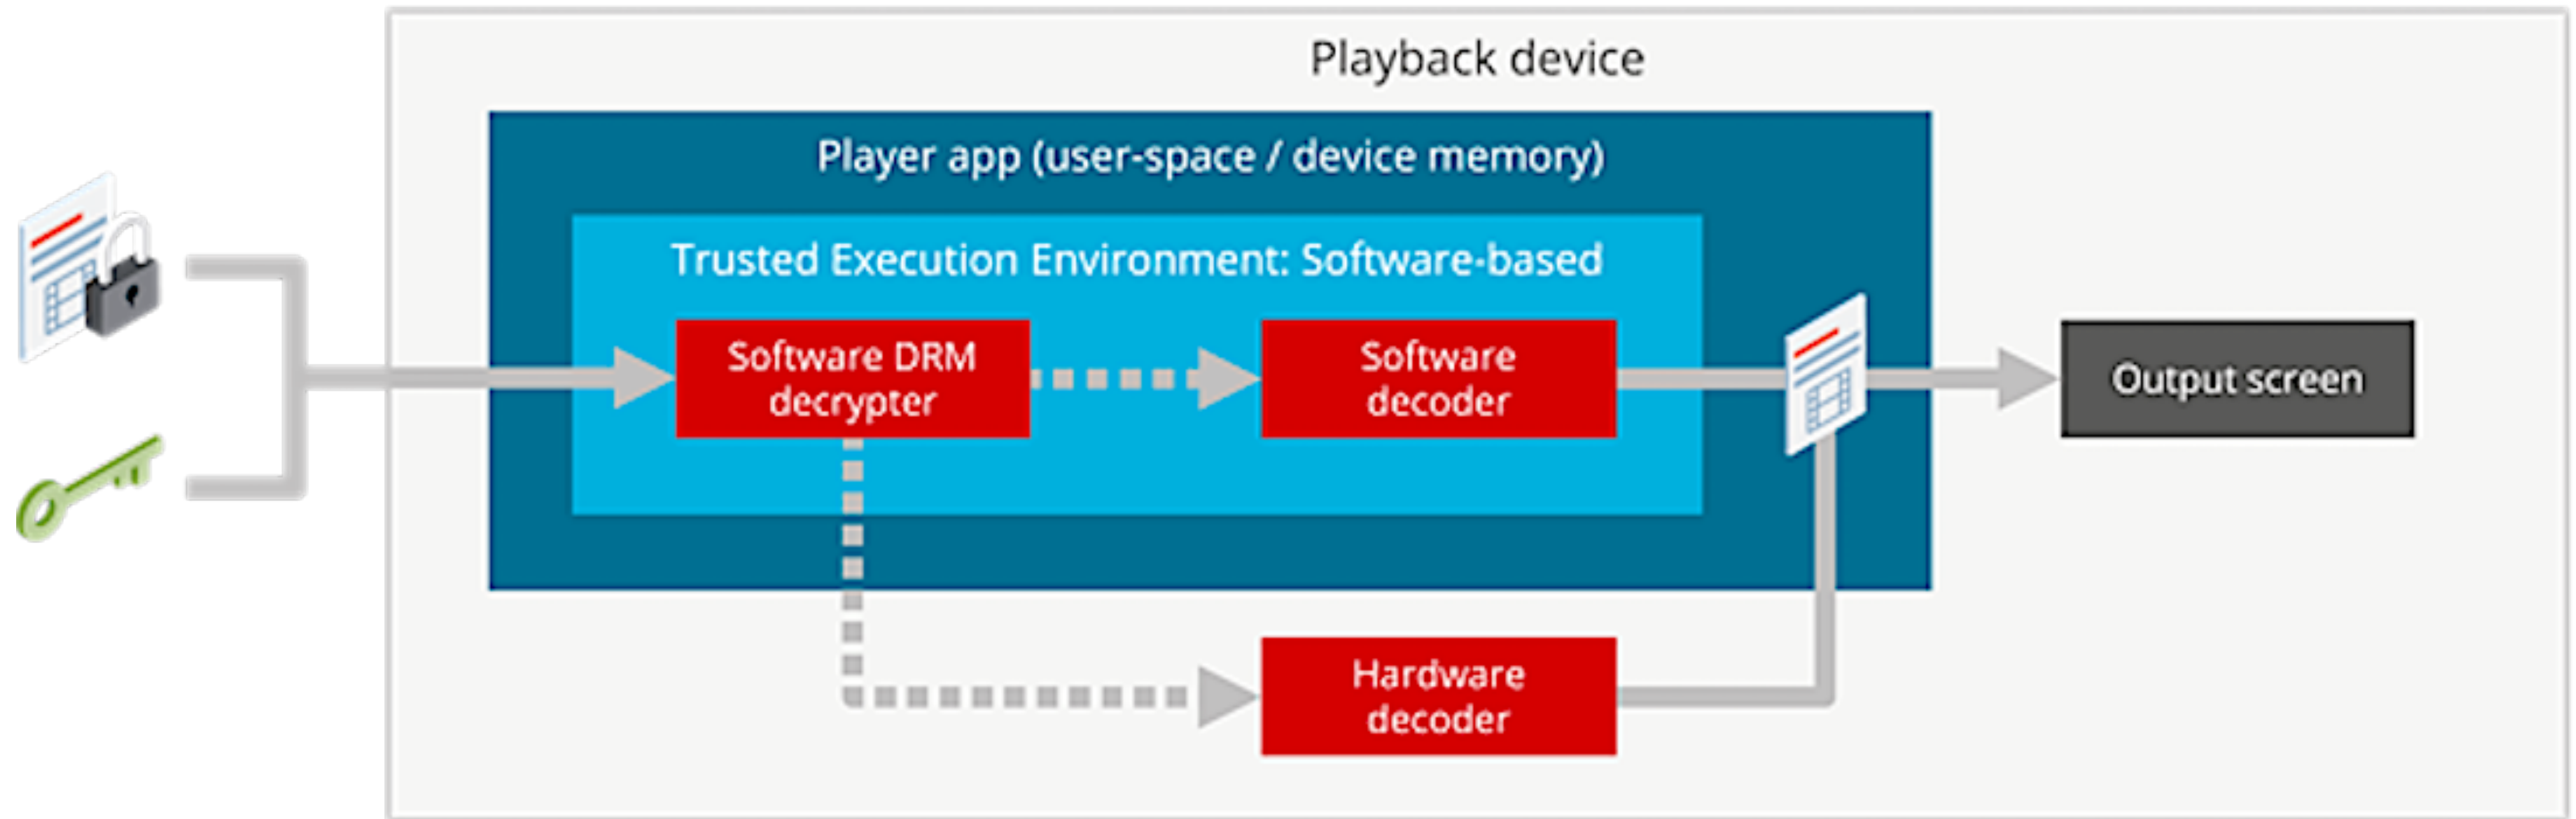 Playback device
Player app (user-space / device memory)
Trusted Execution Environment: Software-based
Software DRM
decrypter
Software
decoder
Output screen
Hardware
decoder